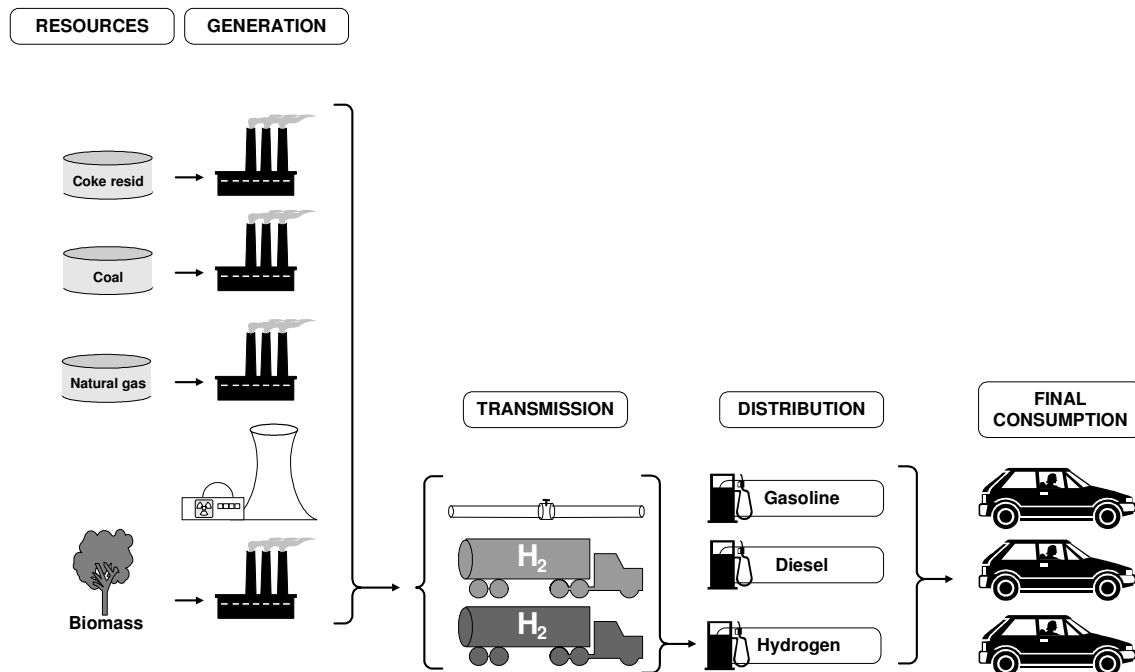 RESOURCES
GENERATION
Coke resid
Coal
Natural gas
Biomass
TRANSMISSION
H2
H2
DISTRIBUTION
Gasoline
Diesel
Hydrogen
FINAL
CONSUMPTION